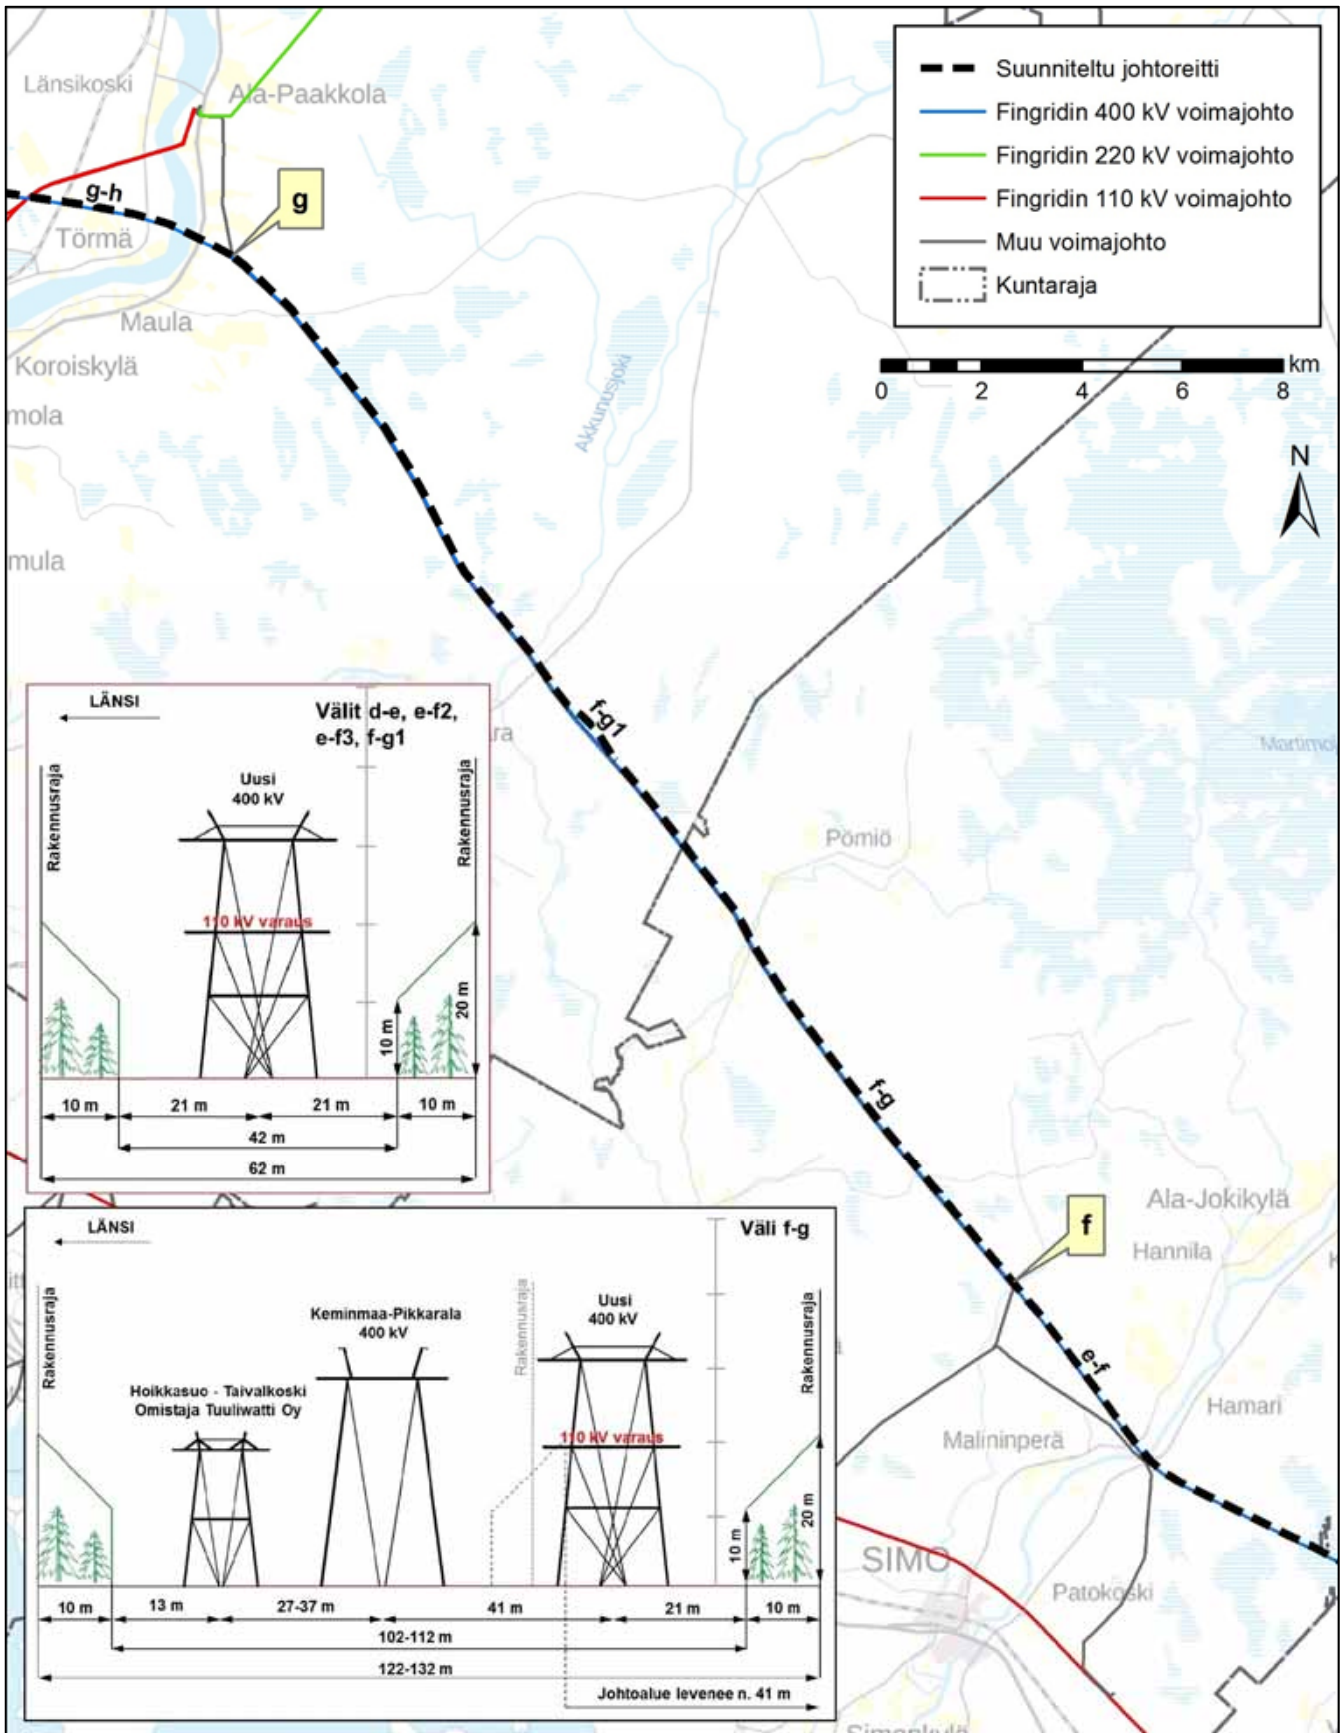 Länsikoski
Ala-Paakkola
g-h
g
Törmä
Maula
Koroiskylä
mola
mula
Akkunusjoki
Suunniteltu johtoreitti
Fingridin 400 kV voimajohto
Fingridin 220 kV voimajohto
Fingridin 110 kV voimajohto
Muu voimajohto
Kuntaraja
km
0 2 4 6 8
N
f-g1
ra
Martimo
Pömiö
f-g
f
Ala-Jokikylä
Hannila
e-f
Hamari
Malininperä
SIMO
Patokoski
Simonkylä
LÄNSI
Välit d-e, e-f2,
e-f3, f-g1
Rakennusraja
Uusi
400 kV
Rakennusraja
110 kV varaus
10 m
20 m
10 m 21 m 21 m 10 m
42 m
62 m
LÄNSI
Väli f-g
Rakennusraja
Hoikkasuo - Taivalkoski
Omistaja Tuuliwatti Oy
Keminmaa-Pikkarala
400 kV
Rakennusraja
Uusi
400 kV
Rakennusraja
110 kV varaus
10 m
20 m
10 m 13 m 27-37 m 41 m 21 m 10 m
102-112 m
122-132 m
Johtoalue levenee n. 41 m